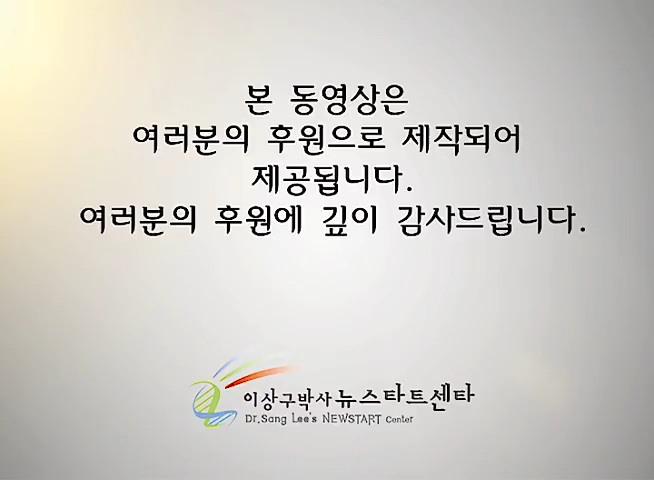 본 동영상은
여러분의 후원으로 제작되어
제공됩니다.
여러분의 후원에 깊이 감사드립니다.
이상구박사 뉴스타트센타
Dr.Sang Lee's NEWSTART Center